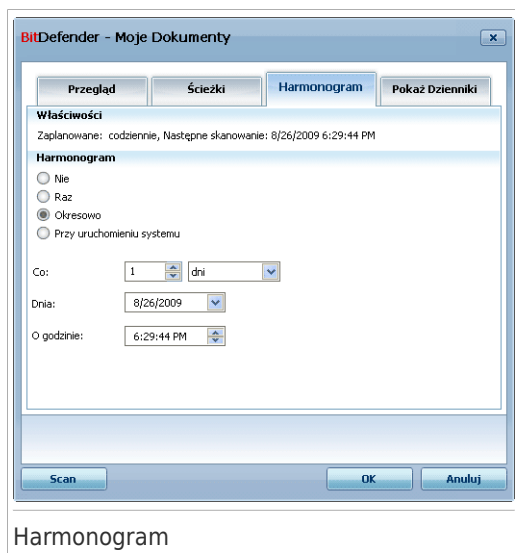 BitDefender - Moje Dokumenty
Przegląd Ścieżki Harmonogram Pokaż Dzienniki
Właściwości
Zaplanowane: codziennie, Następne skanowanie: 8/26/2009 6:29:44 PM
Harmonogram
Nie
Raz
Okresowo
Przy uruchomieniu systemu
Co: 1 dni
Dnia: 8/26/2009
O godzinie: 6:29:44 PM
Scan OK Anuluj
Harmonogram